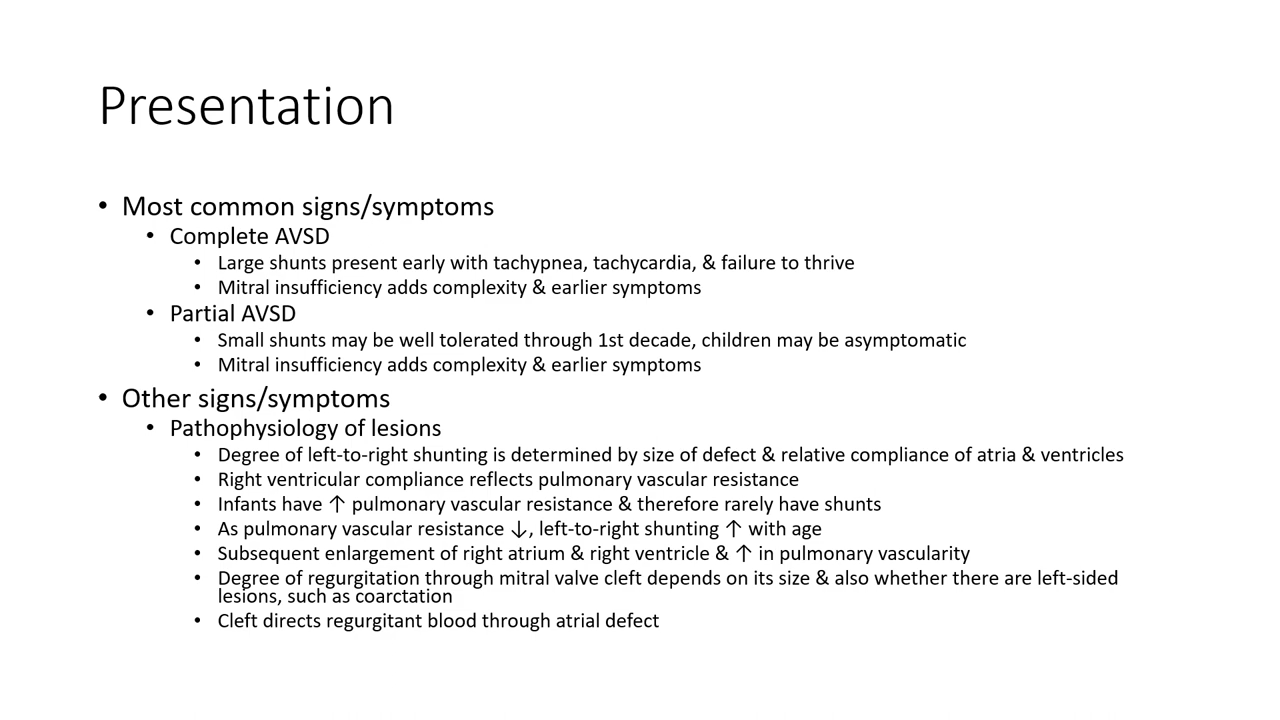 Presentation
• Most common signs/symptoms
• Complete AVSD
• Large shunts present early with tachypnea, tachycardia, & failure to thrive
• Mitral insufficiency adds complexity & earlier symptoms
• Partial AVSD
• Small shunts may be well tolerated through 1st decade, children may be asymptomatic
• Mitral insufficiency adds complexity & earlier symptoms
• Other signs/symptoms
• Pathophysiology of lesions
• Degree of left-to-right shunting is determined by size of defect & relative compliance of atria & ventricles
• Right ventricular compliance reflects pulmonary vascular resistance
• Infants have ↑ pulmonary vascular resistance & therefore rarely have shunts
• As pulmonary vascular resistance ↓, left-to-right shunting ↑ with age
• Subsequent enlargement of right atrium & right ventricle & ↑ in pulmonary vascularity
• Degree of regurgitation through mitral valve cleft depends on its size & also whether there are left-sided
lesions, such as coarctation
• Cleft directs regurgitant blood through atrial defect